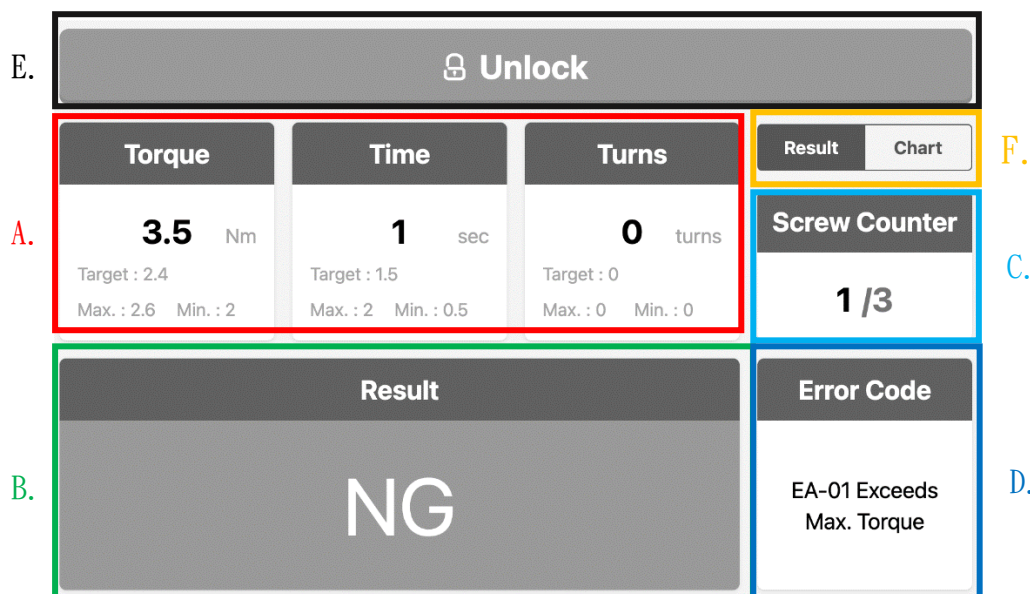 E.
Unlock
A.
Torque
3.5 Nm
Target : 2.4
Max. : 2.6 Min. : 2
Time
1 sec
Target : 1.5
Max. : 2 Min. : 0.5
Turns
0 turns
Target : 0
Max. : 0 Min. : 0
Result Chart
F.
Screw Counter
1 /3
C.
B.
Result
NG
Error Code
EA-01 Exceeds
Max. Torque
D.